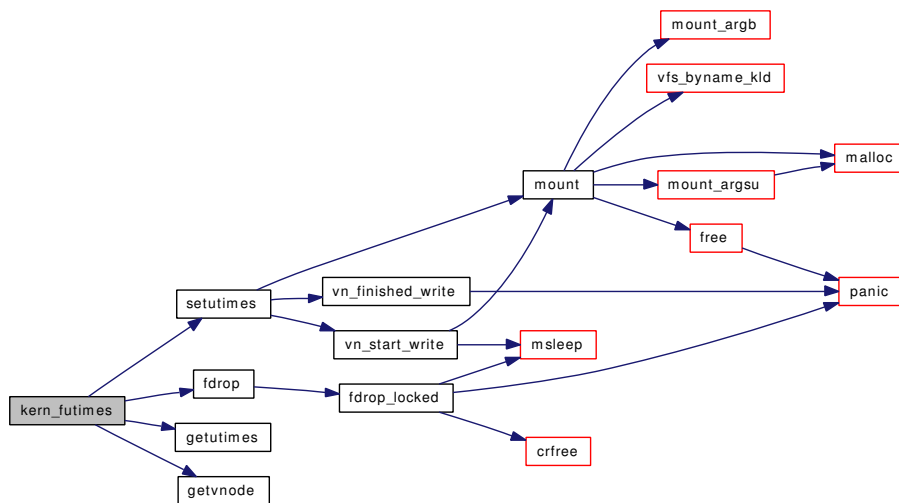 mount_argb
vfs_byname_kld
malloc
mount
mount_argsu
free
panic
setutimes
vn_finished_write
vn_start_write
msleep
fdrop
fdrop_locked
kern_futimes
getutimes
crfree
getvnode